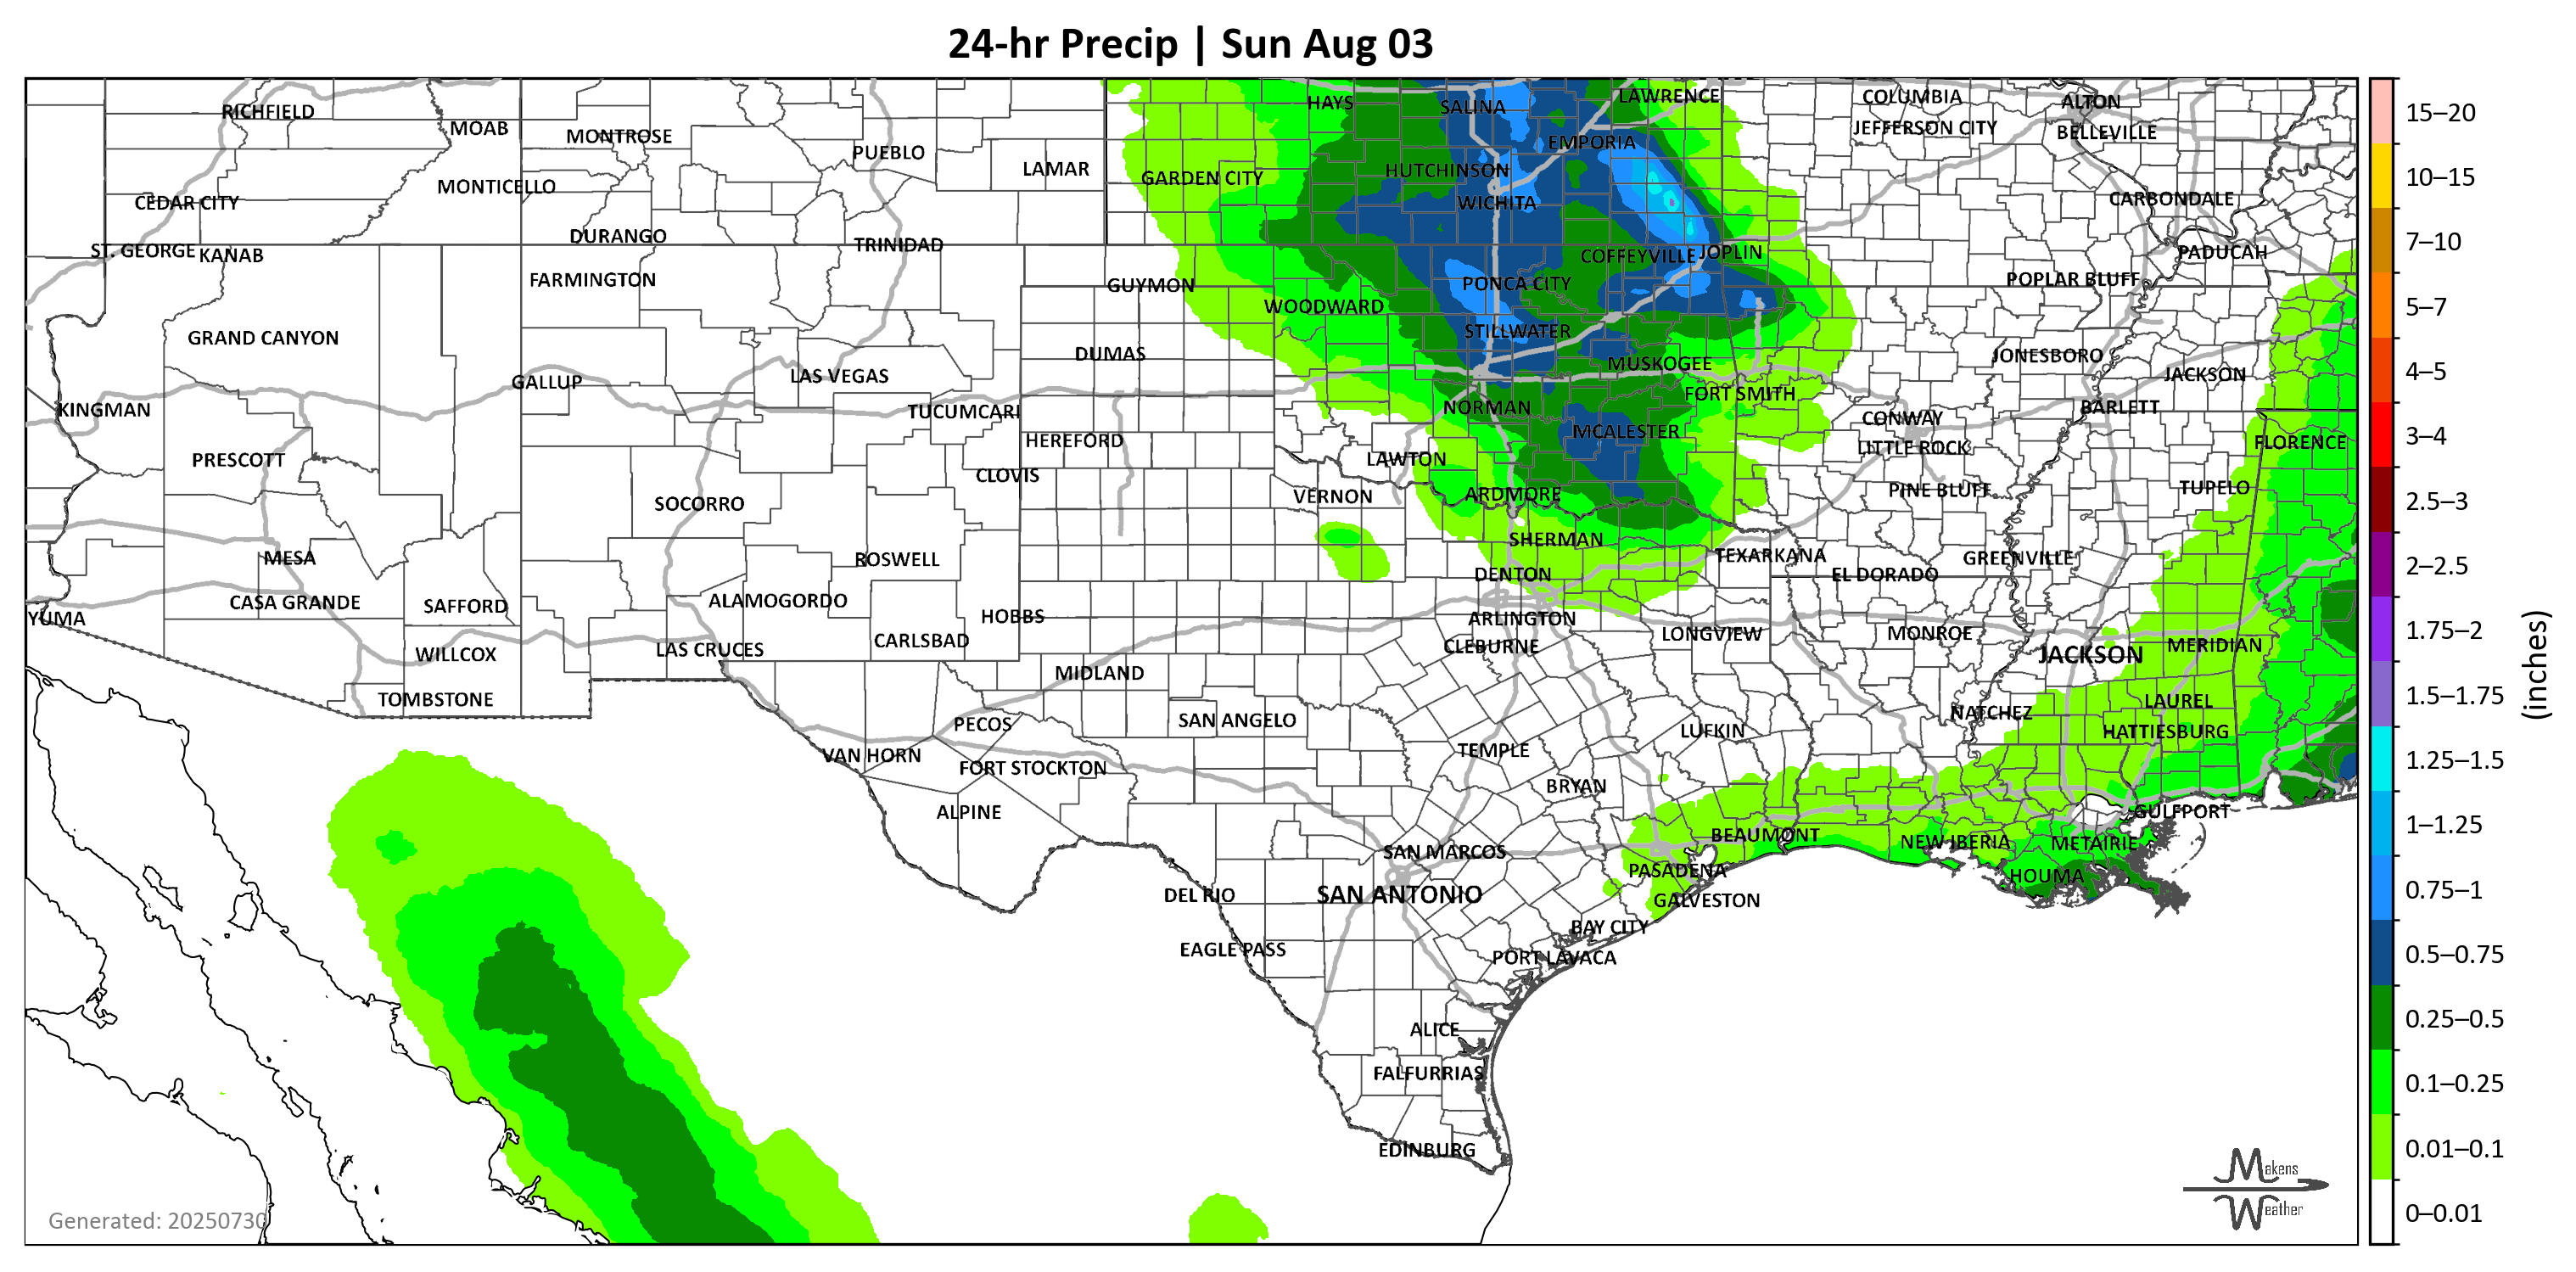 24-hr Precip | Sun Aug 03
RICHFIELD
MOAB
MONTROSE
PUEBLO
LAMAR
HAYS
SALINA
LAWRENCE
COLUMBIA
ALTON
JEFFERSON CITY
BELLEVILLE
EMPORIA
HUTCHINSON
GARDEN CITY
MONTICELLO
CEDAR CITY
WICHITA
CARBONDALE
DURANGO
TRINIDAD
ST. GEORGE
KANAB
COFFEYVILLE
JOPLIN
PADUCAH
FARMINGTON
GUYMON
PONCA CITY
POPLAR BLUFF
WOODWARD
STILLWATER
GRAND CANYON
DUMAS
MUSKOGEE
JONESBORO
GALLUP
LAS VEGAS
JACKSON
FORT SMITH
KINGMAN
TUCUMCARI
NORMAN
BARLETT
CONWAY
HEREFORD
MCALESTER
LITTLE ROCK
FLORENCE
PRESCOTT
LAWTON
CLOVIS
SOCORRO
VERNON
ARDMORE
PINE BLUFF
TUPELO
SHERMAN
MESA
ROSWELL
TEXARKANA
GREENVILLE
DENTON
EL DORADO
CASA GRANDE
SAFFORD
ALAMOGORDO
HOBBS
YUMA
ARLINGTON
LONGVIEW
MONROE
CARLSBAD
CLEBURNE
MERIDIAN
WILLCOX
LAS CRUCES
JACKSON
MIDLAND
TOMBSTONE
LAUREL
PECOS
SAN ANGELO
NATCHEZ
LUFKIN
HATTIESBURG
VAN HORN
TEMPLE
FORT STOCKTON
BRYAN
ALPINE
GULFPORT
BEAUMONT
NEW IBERIA
METAIRIE
SAN MARCOS
PASADENA
HOUMA
DEL RIO
SAN ANTONIO
GALVESTON
BAY CITY
EAGLE PASS
PORT LAVACA
ALICE
FALFURRIAS
EDINBURG
Generated: 20250730
Makens
Weather
15–20
10–15
7–10
5–7
4–5
3–4
2.5–3
2–2.5
1.75–2
1.5–1.75
1.25–1.5
1–1.25
0.75–1
0.5–0.75
0.25–0.5
0.1–0.25
0.01–0.1
0–0.01
(inches)